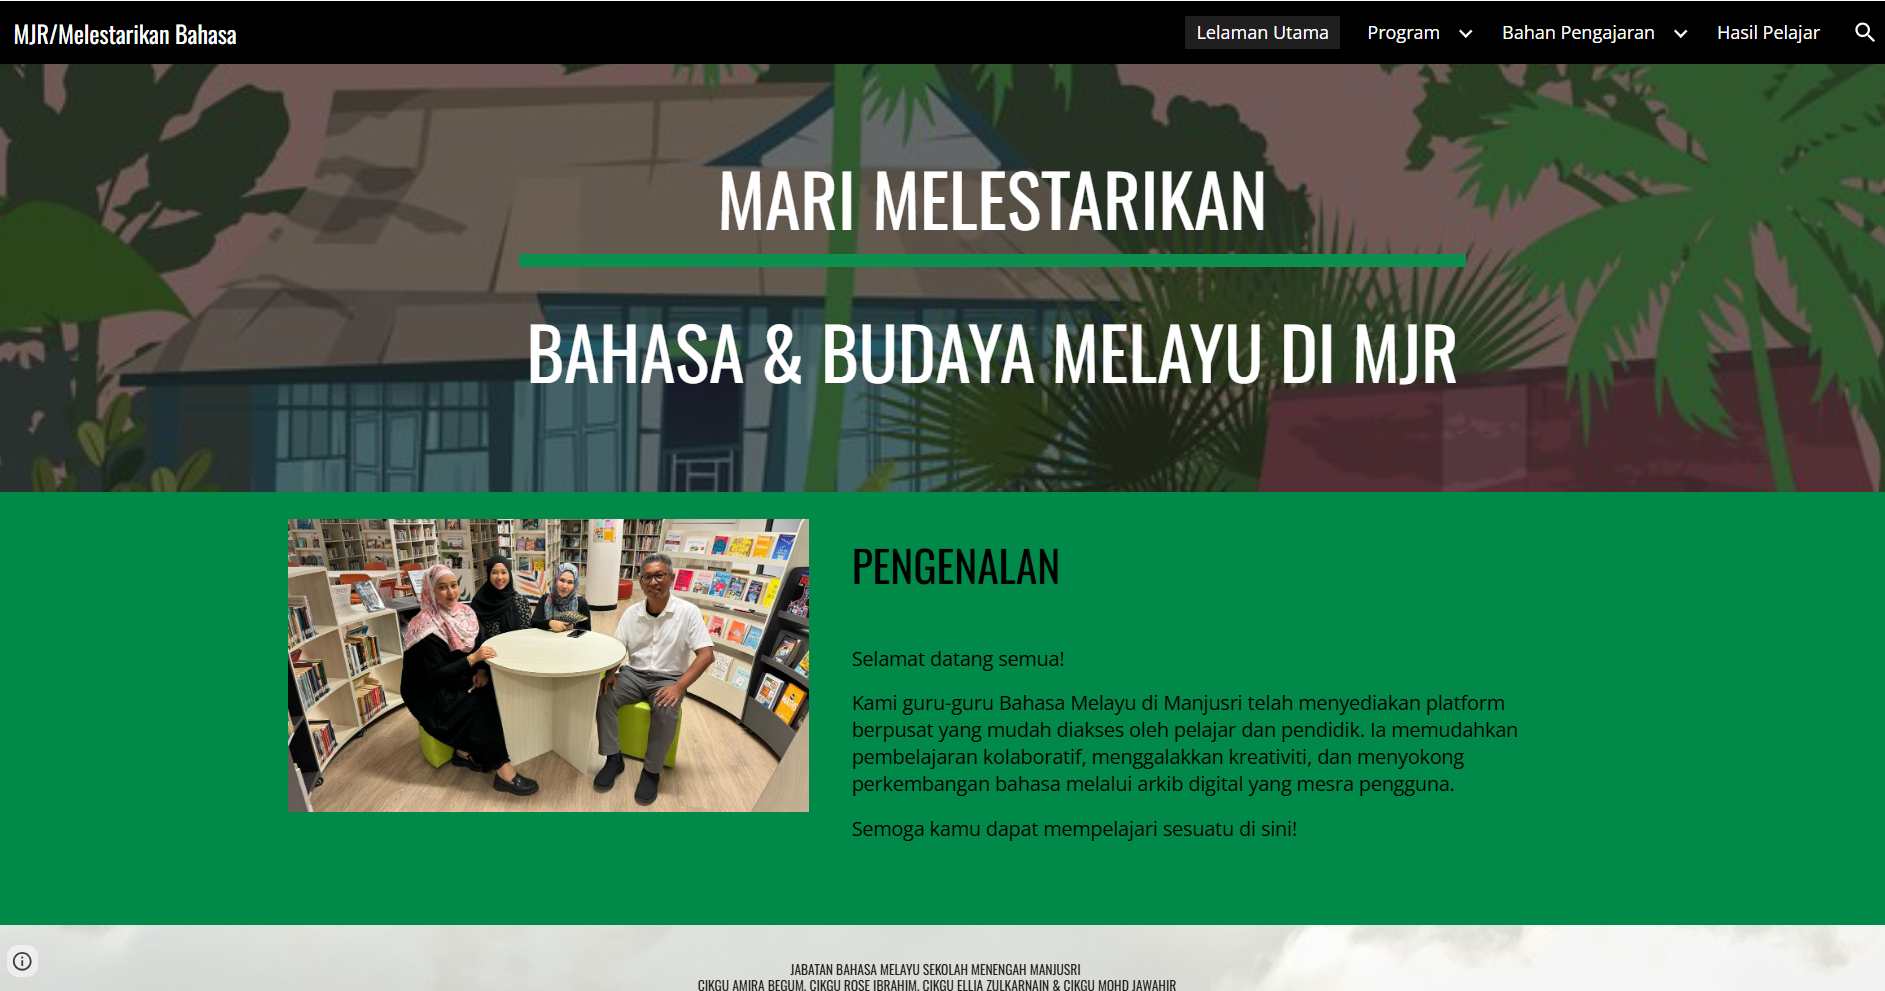 MJR/Melestarikan Bahasa
Lelaman Utama
Program
Bahan Pengajaran
Hasil Pelajar
MARI MELESTARIKAN
BAHASA & BUDAYA MELAYU DI MJR
PENGENALAN
Selamat datang semua!
Kami guru-guru Bahasa Melayu di Manjusri telah menyediakan platform
berpusat yang mudah diakses oleh pelajar dan pendidik. Ia memudahkan
pembelajaran kolaboratif, menggalakkan kreativiti, dan menyokong
perkembangan bahasa melalui arkib digital yang mesra pengguna.
Semoga kamu dapat mempelajari sesuatu di sini!
JABATAN BAHASA MELAYU SEKOLAH MENENGAH MANJUSRI
CIKGU AMIRA BEGUM, CIKGU ROSE IBRAHIM, CIKGU ELLIA ZULKARNAIN & CIKGU MOHD JAWAHIR